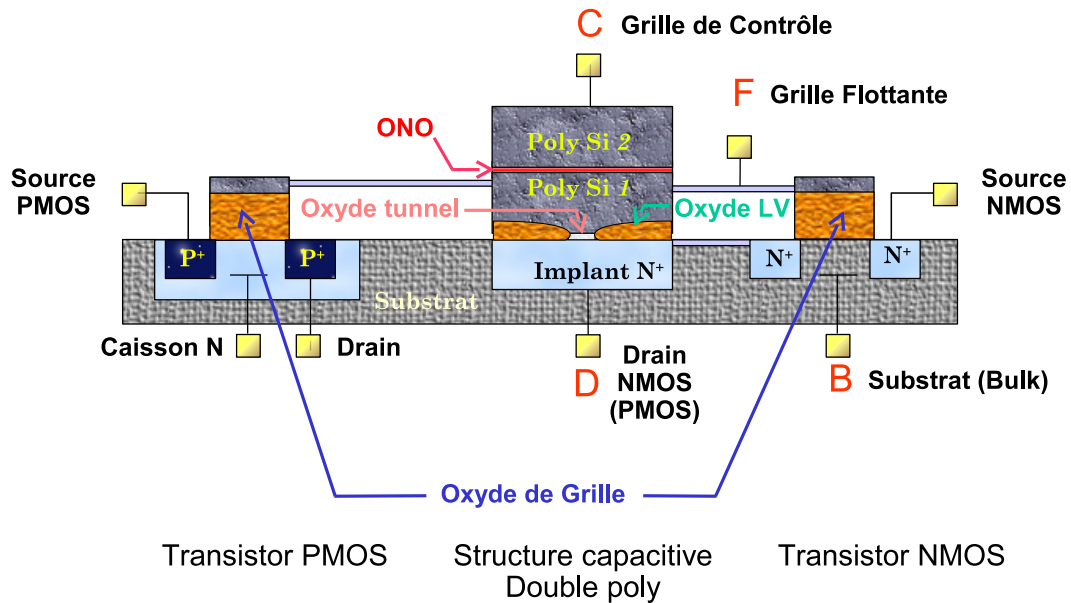 C Grille de Contrôle
F Grille Flottante
ONO
Poly Si 2
Source
PMOS
Poly Si 1
Source
NMOS
Oxyde tunnel
Oxyde LV
P+
P+
Implant N+
N+
N+
Substrat
Caisson N
Drain
D
Drain
NMOS
(PMOS)
B Substrat (Bulk)
Oxyde de Grille
Transistor PMOS
Structure capacitive
Double poly
Transistor NMOS